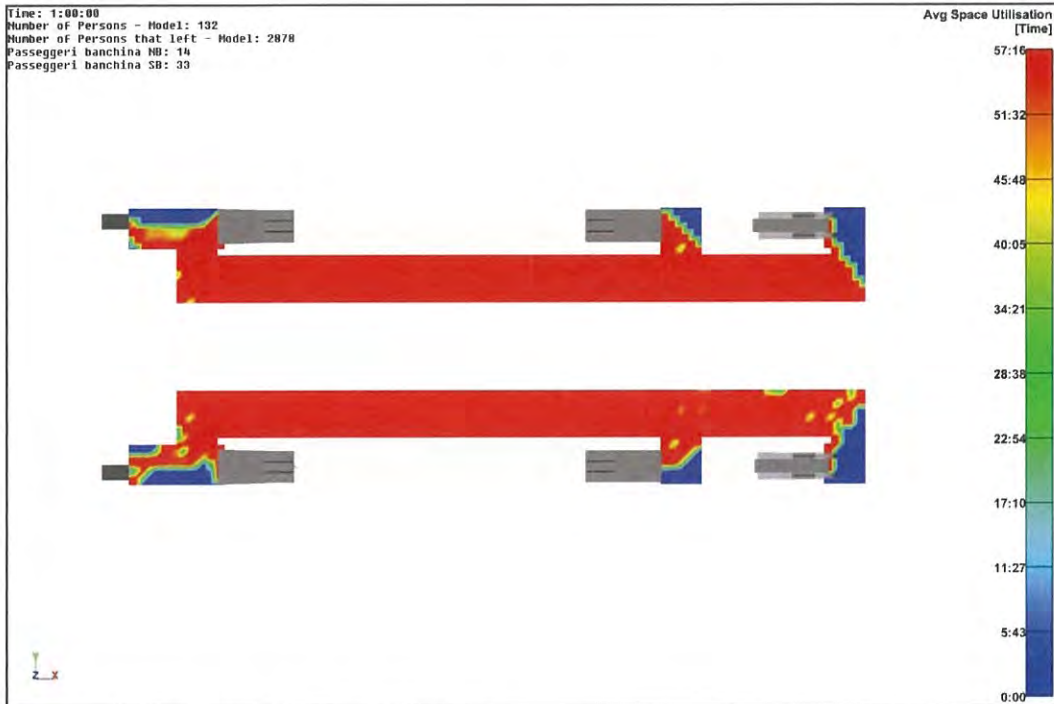 Time: 1:00:00
Number of Persons - Model: 132
Number of Persons that left - Model: 2878
Passeggeri banchina NB: 14
Passeggeri banchina SB: 33
Avg Space Utilisation
[Time]
57:16
51:32
45:48
40:05
34:21
28:38
22:54
17:10
11:27
5:43
0:00
Y
Z X